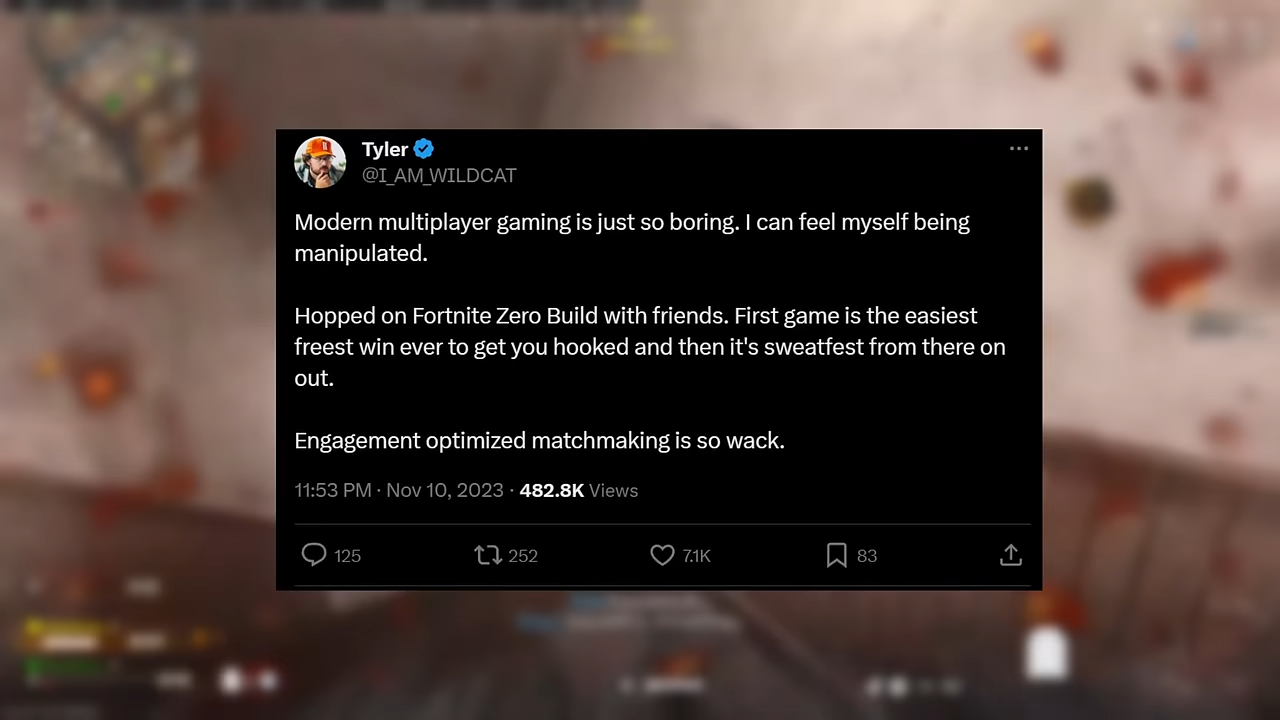 Tyler
@I_AM_WILDCAT
Modern multiplayer gaming is just so boring. I can feel myself being
manipulated.
Hopped on Fortnite Zero Build with friends. First game is the easiest
freest win ever to get you hooked and then it's sweatfest from there on
out.
Engagement optimized matchmaking is so wack.
11:53 PM · Nov 10, 2023 · 482.8K Views
125 252 7.1K 83